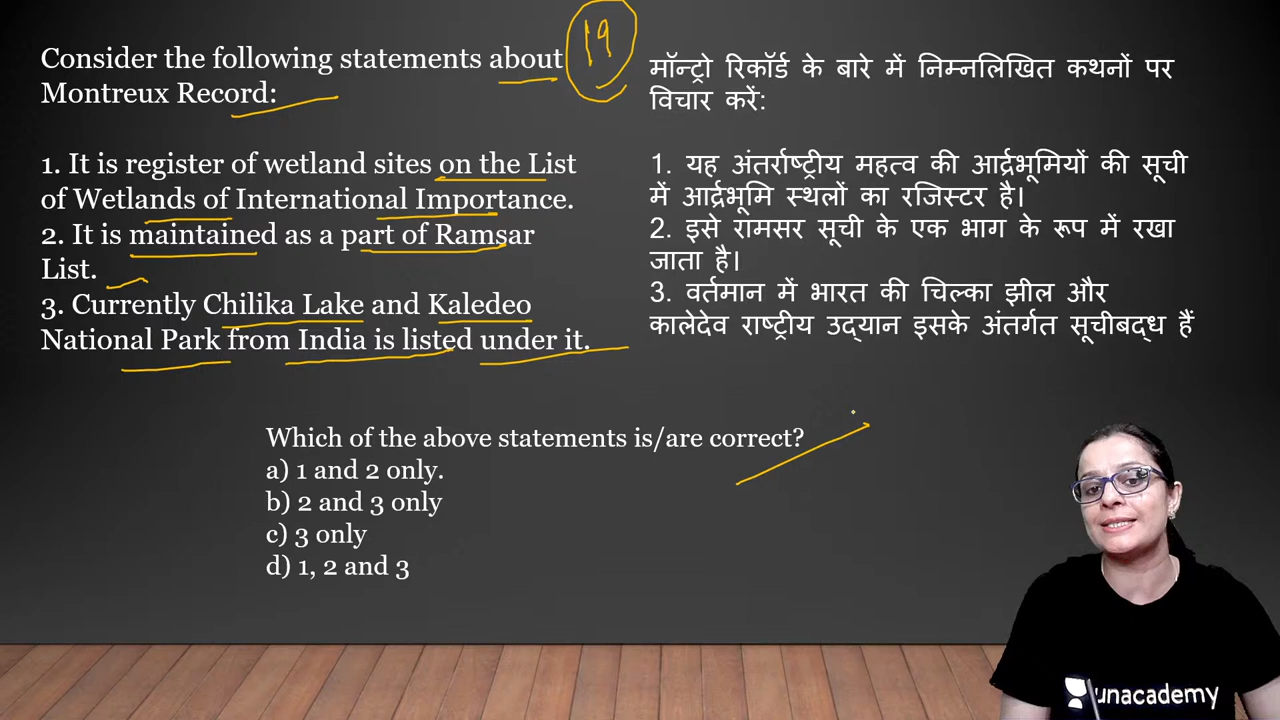 19
Consider the following statements about
Montreux Record:
1. It is register of wetland sites on the List
of Wetlands of International Importance.
2. It is maintained as a part of Ramsar
List.
3. Currently Chilika Lake and Kaledeo
National Park from India is listed under it.
मॉन्ट्रो रिकॉर्ड के बारे में निम्नलिखित कथनों पर
विचार करें:
1. यह अंतर्राष्ट्रीय महत्व की आर्द्रभूमियों की सूची
में आर्द्रभूमि स्थलों का रजिस्टर है।
2. इसे रामसर सूची के एक भाग के रूप में रखा
जाता है।
3. वर्तमान में भारत की चिल्का झील और
कालेदेव राष्ट्रीय उद्यान इसके अंतर्गत सूचीबद्ध हैं
Which of the above statements is/are correct?
a) 1 and 2 only.
b) 2 and 3 only
c) 3 only
d) 1, 2 and 3
unacademy